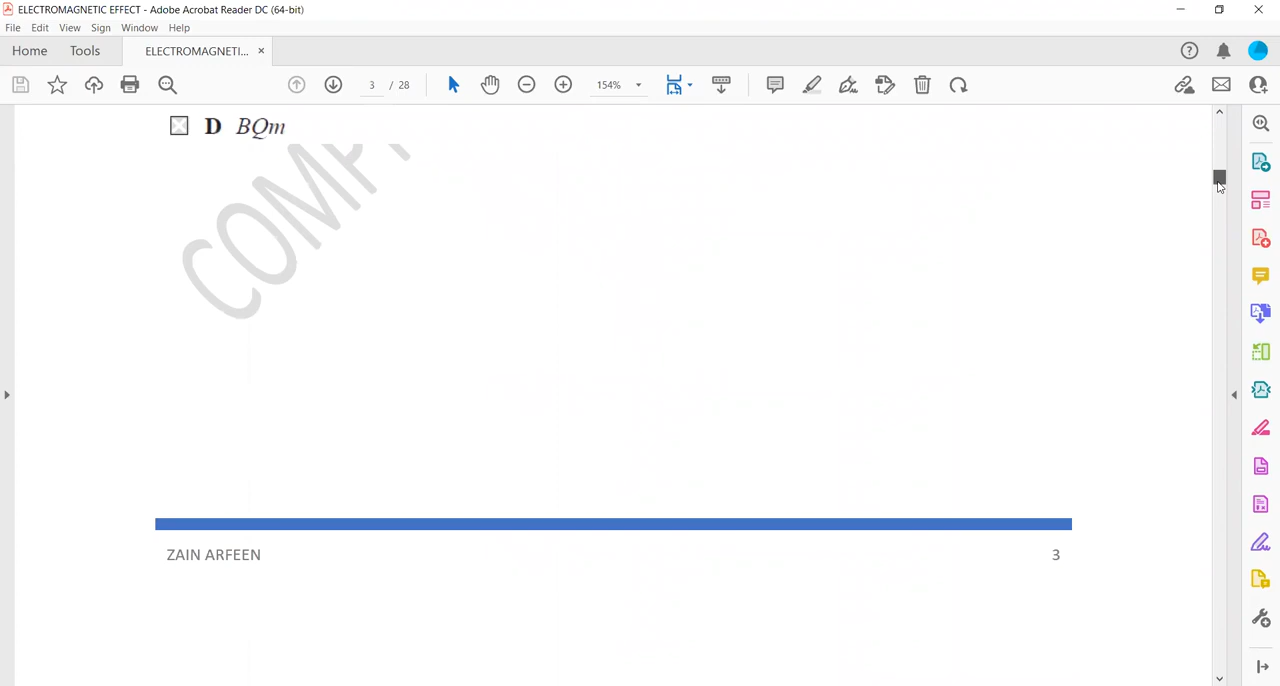 ELECTROMAGNETIC EFFECT - Adobe Acrobat Reader DC (64-bit)
File Edit View Sign Window Help
Home Tools ELECTROMAGNETI... ×
3 / 28 154%
D BQm
COMP
ZAIN ARFEEN 3